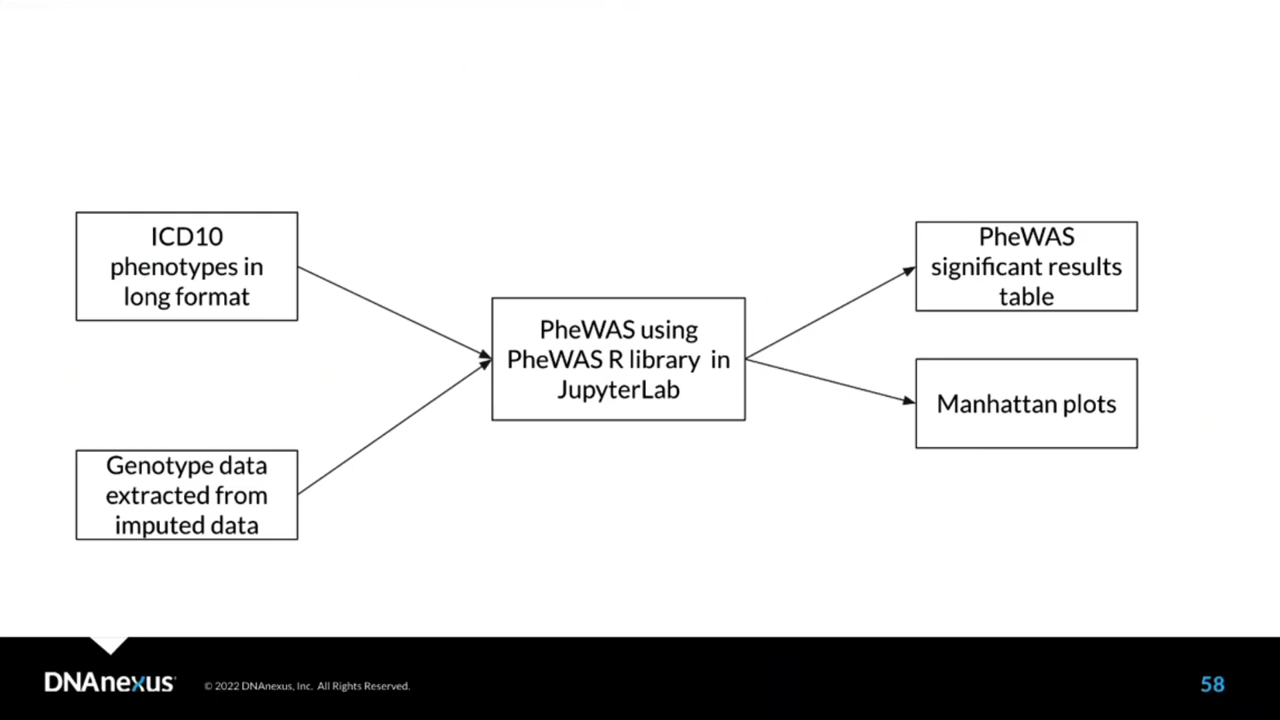 ICD10
phenotypes in
long format
Genotype data
extracted from
imputed data
PheWAS using
PheWAS R library in
JupyterLab
PheWAS
significant results
table
Manhattan plots
DNAnexus
© 2022 DNAnexus, Inc. All Rights Reserved.
58